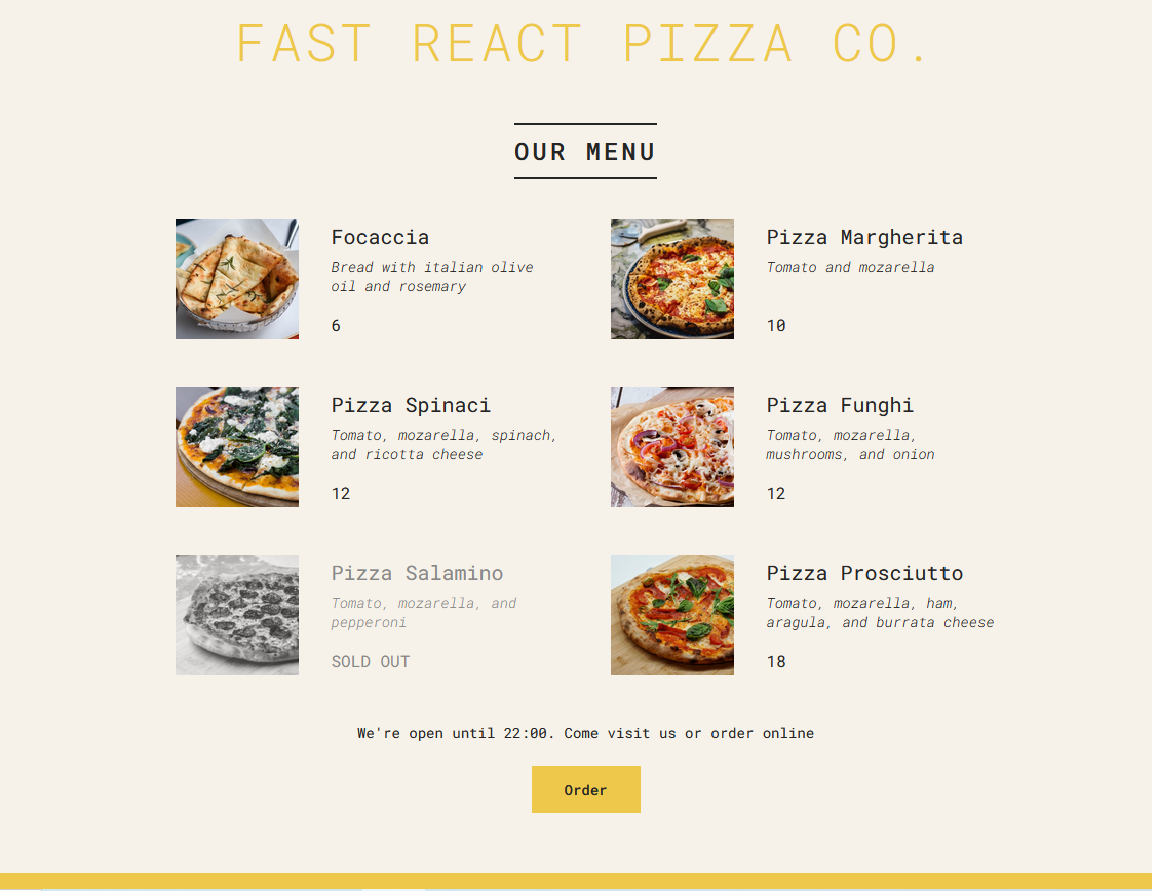 FAST REACT PIZZA CO.
OUR MENU
Focaccia
Bread with italian olive
oil and rosemary
6
Pizza Margherita
Tomato and mozarella
10
Pizza Spinaci
Tomato, mozarella, spinach,
and ricotta cheese
12
Pizza Funghi
Tomato, mozarella,
mushrooms, and onion
12
Pizza Salamino
Tomato, mozarella, and
pepperoni
SOLD OUT
Pizza Prosciutto
Tomato, mozarella, ham,
aragula, and burrata cheese
18
We're open until 22:00. Come visit us or order online
Order